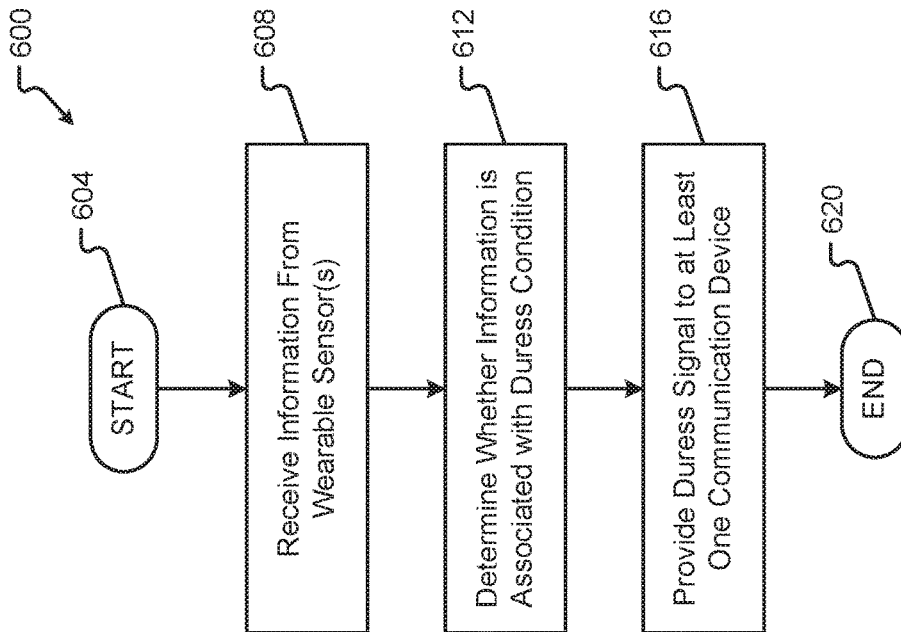 600
604
START
608
Receive Information From
Wearable Sensor(s)
612
Determine Whether Information is
Associated with Duress Condition
616
Provide Duress Signal to at Least
One Communication Device
620
END